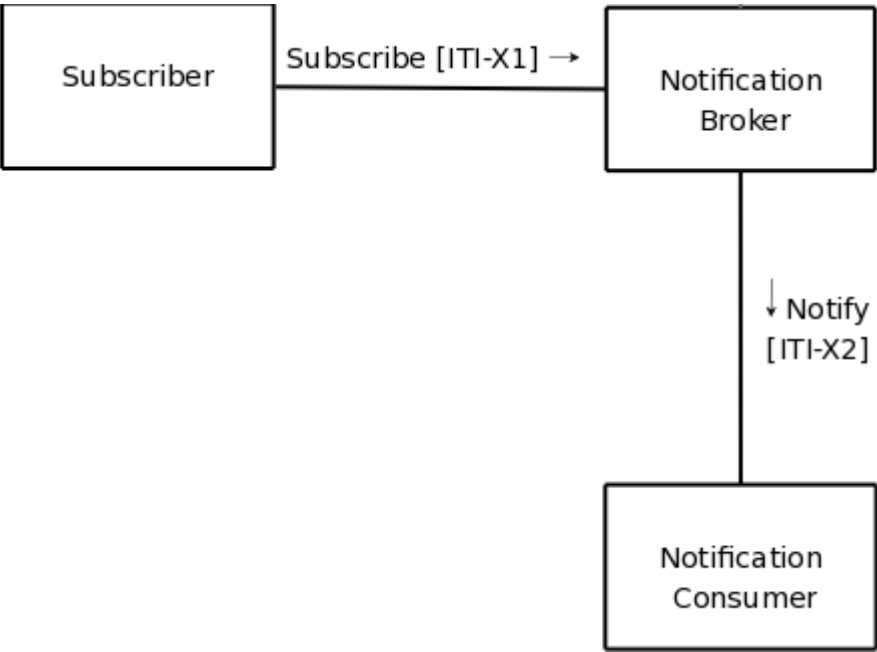 Subscriber
Subscribe [ITI-X1] →
Notification
Broker
↓ Notify
[ITI-X2]
Notification
Consumer